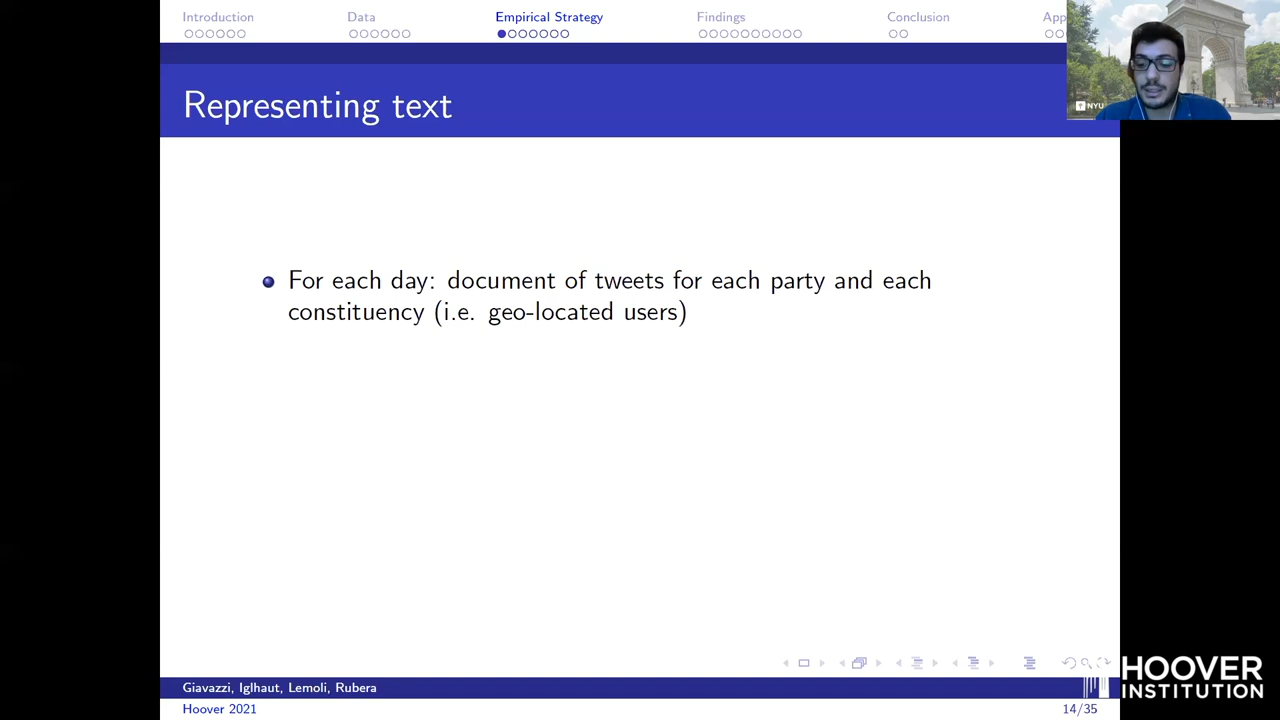 Introduction Data Empirical Strategy Findings Conclusion App
NYU
Representing text
For each day: document of tweets for each party and each
constituency (i.e. geo-located users)
Giavazzi, Iglhaut, Lemoli, Rubera
Hoover 2021 14/35
HOOVER
INSTITUTION